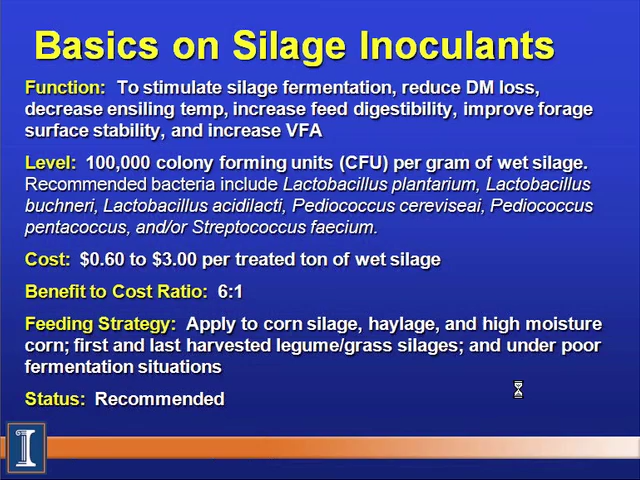 Basics on Silage Inoculants
Function: To stimulate silage fermentation, reduce DM loss,
decrease ensiling temp, increase feed digestibility, improve forage
surface stability, and increase VFA
Level: 100,000 colony forming units (CFU) per gram of wet silage.
Recommended bacteria include Lactobacillus plantarium, Lactobacillus
buchneri, Lactobacillus acidilacti, Pediococcus cereviseai, Pediococcus
pentacoccus, and/or Streptococcus faecium.
Cost: $0.60 to $3.00 per treated ton of wet silage
Benefit to Cost Ratio: 6:1
Feeding Strategy: Apply to corn silage, haylage, and high moisture
corn; first and last harvested legume/grass silages; and under poor
fermentation situations
Status: Recommended
I